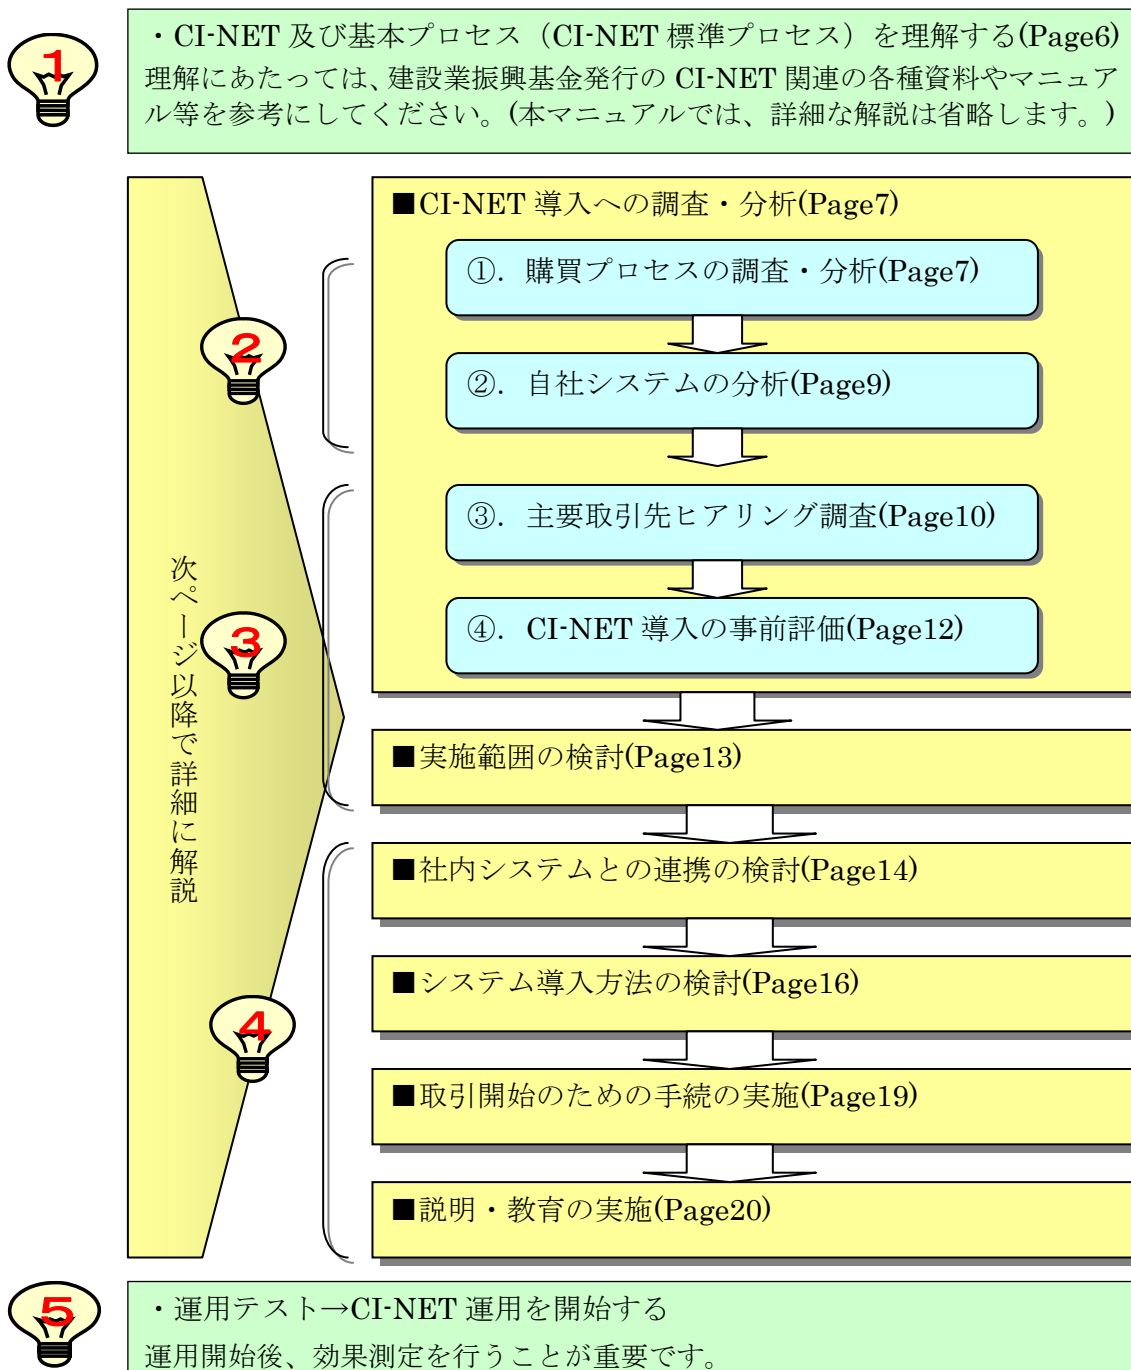 1
・CI-NET 及び基本プロセス（CI-NET 標準プロセス）を理解する(Page6)
理解にあたっては、建設業振興基金発行の CI-NET 関連の各種資料やマニュア
ル等を参考にしてください。(本マニュアルでは、詳細な解説は省略します。)
次ページ以降で詳細に解説
2
■CI-NET 導入への調査・分析(Page7)
①．購買プロセスの調査・分析(Page7)
②．自社システムの分析(Page9)
3
③．主要取引先ヒアリング調査(Page10)
④．CI-NET 導入の事前評価(Page12)
■実施範囲の検討(Page13)
4
■社内システムとの連携の検討(Page14)
■システム導入方法の検討(Page16)
■取引開始のための手続の実施(Page19)
■説明・教育の実施(Page20)
5
・運用テスト→CI-NET 運用を開始する
運用開始後、効果測定を行うことが重要です。